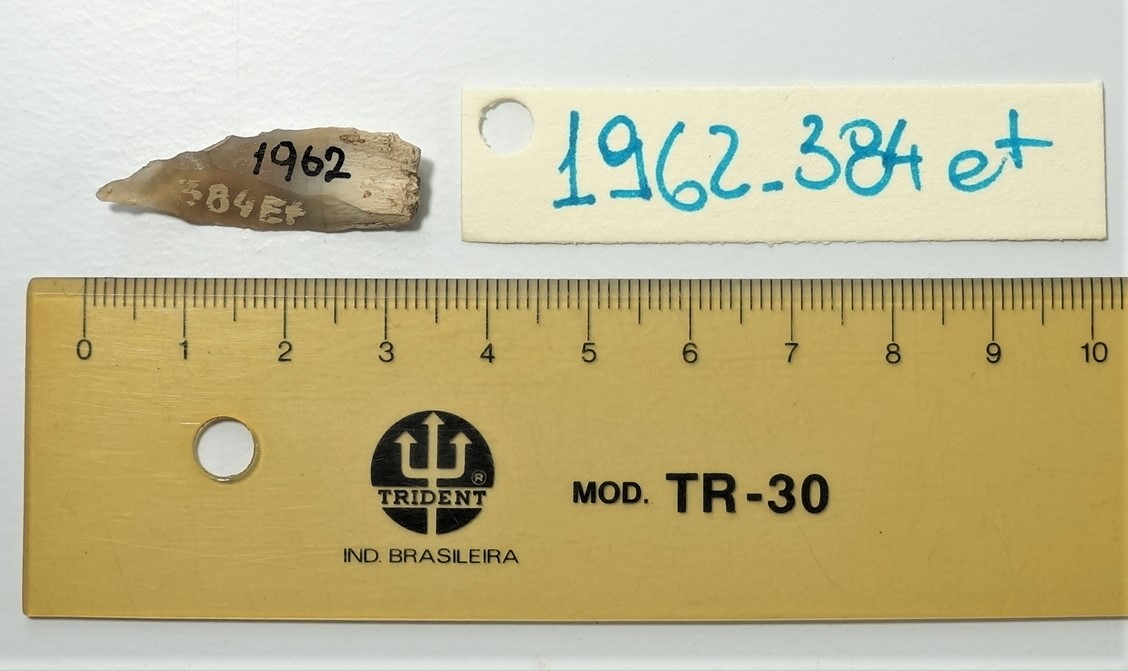 1962
384Et
1962-384 et
0 1 2 3 4 5 6 7 8 9 10
TRIDENT ®
IND. BRASILEIRA
MOD. TR-30